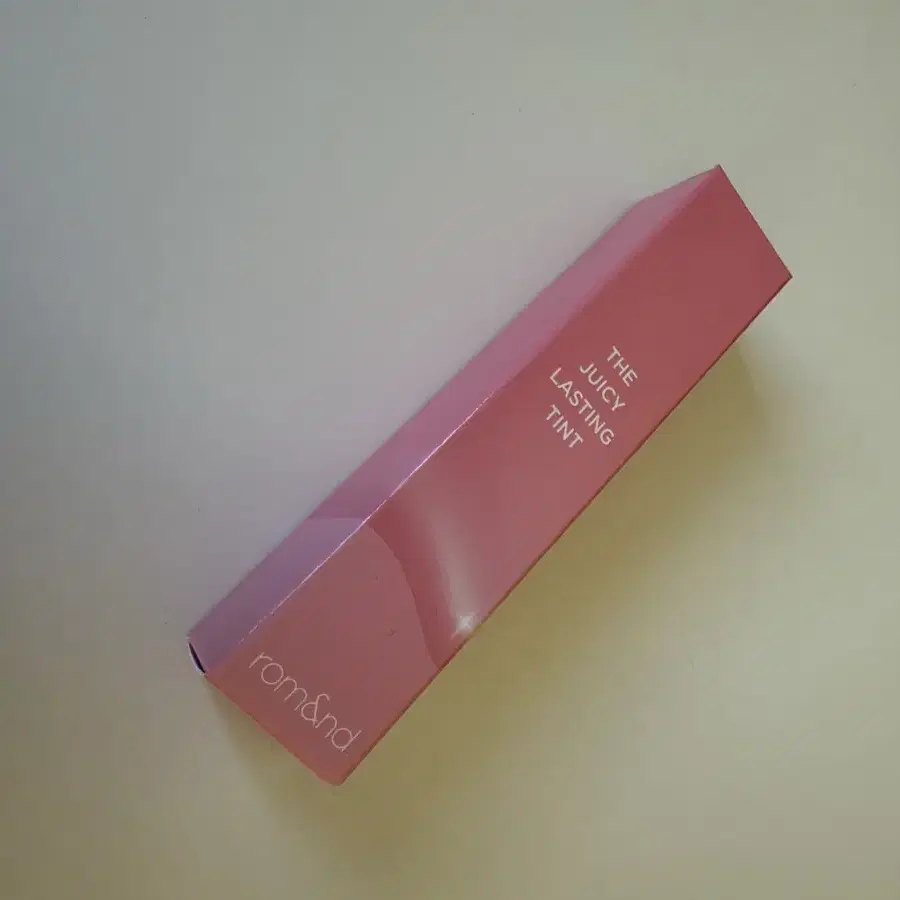 THE
JUICY
LASTING
TINT
rom&nd